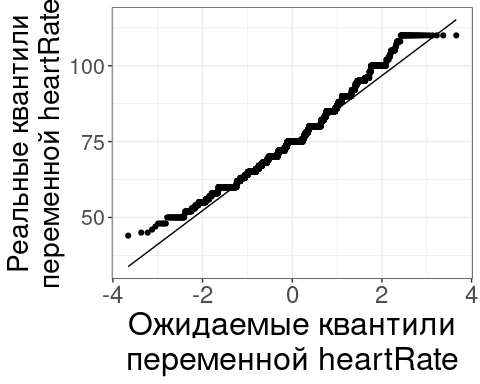 Реальные квантили
переменной heartRate
100
75
50
-4
-2
0
2
4
Ожидаемые квантили
переменной heartRate